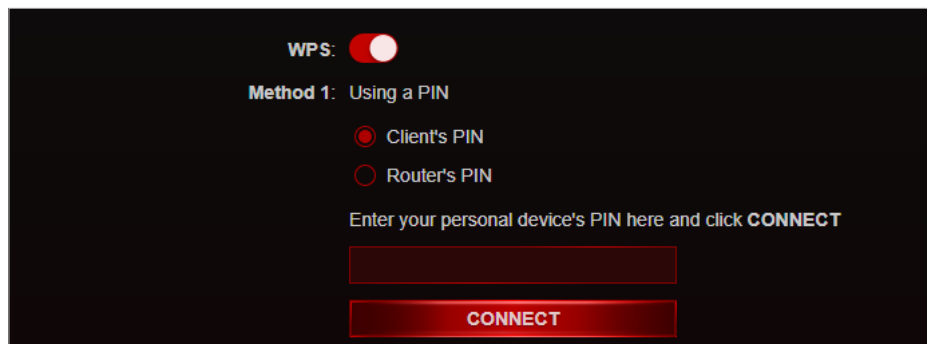 WPS:
Method 1: Using a PIN
Client's PIN
Router's PIN
Enter your personal device's PIN here and click CONNECT
CONNECT